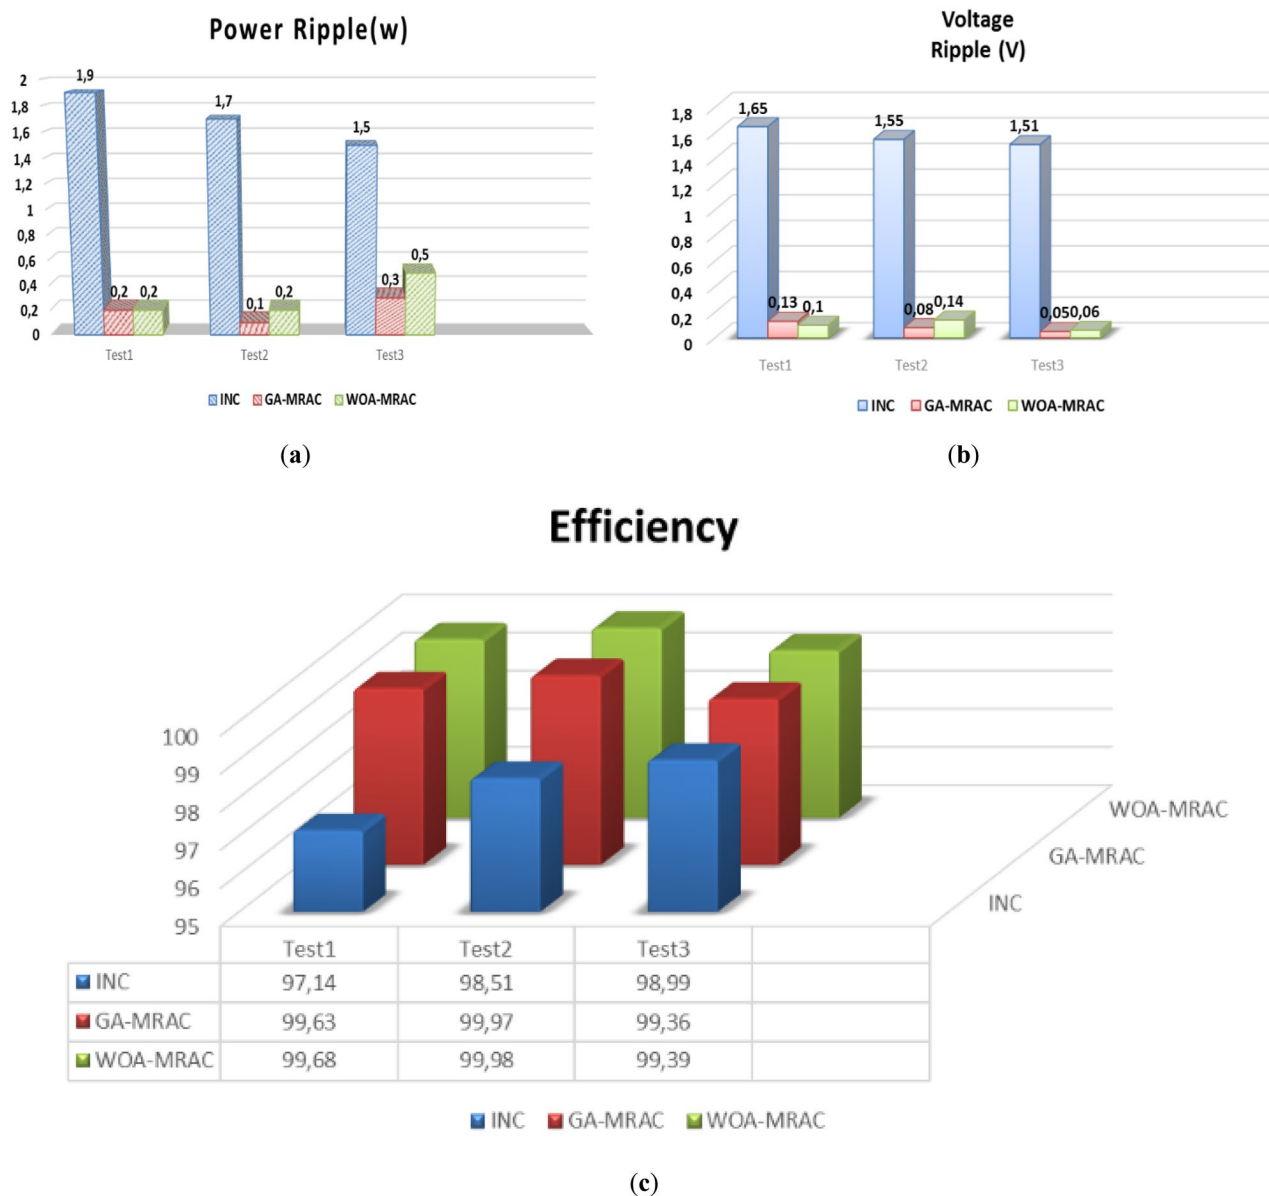 Power Ripple(w)
2
1,8
1,6
1,4
1,2
1
0,8
0,6
0,4
0,2
0
1,9
0,2
0,2
1,7
0,1
0,2
1,5
0,3
0,5
Test1 Test2 Test3
INC GA-MRAC WOA-MRAC
(a)
Voltage
Ripple (V)
1,8
1,6
1,4
1,2
1
0,8
0,6
0,4
0,2
0
1,65
0,13
0,1
1,55
0,08
0,14
1,51
0,05
0,06
Test1 Test2 Test3
INC GA-MRAC WOA-MRAC
(b)
Efficiency
100
99
98
97
96
95
WOA-MRAC
GA-MRAC
INC
Test1 Test2 Test3
INC 97,14 98,51 98,99
GA-MRAC 99,63 99,97 99,36
WOA-MRAC 99,68 99,98 99,39
INC GA-MRAC WOA-MRAC
(c)